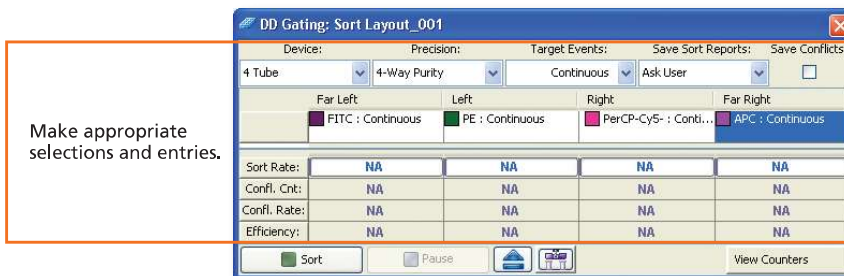 DD Gating: Sort Layout_001
Device: Precision: Target Events: Save Sort Reports: Save Conflicts
4 Tube 4-Way Purity Continuous Ask User
Far Left Left Right Far Right
FITC : Continuous PE : Continuous PerCP-Cy5- : Conti... APC : Continuous
Make appropriate
selections and entries.
Sort Rate: NA NA NA NA
Confl. Cnt: NA NA NA NA
Confl. Rate: NA NA NA NA
Efficiency: NA NA NA NA
Sort Pause View Counters